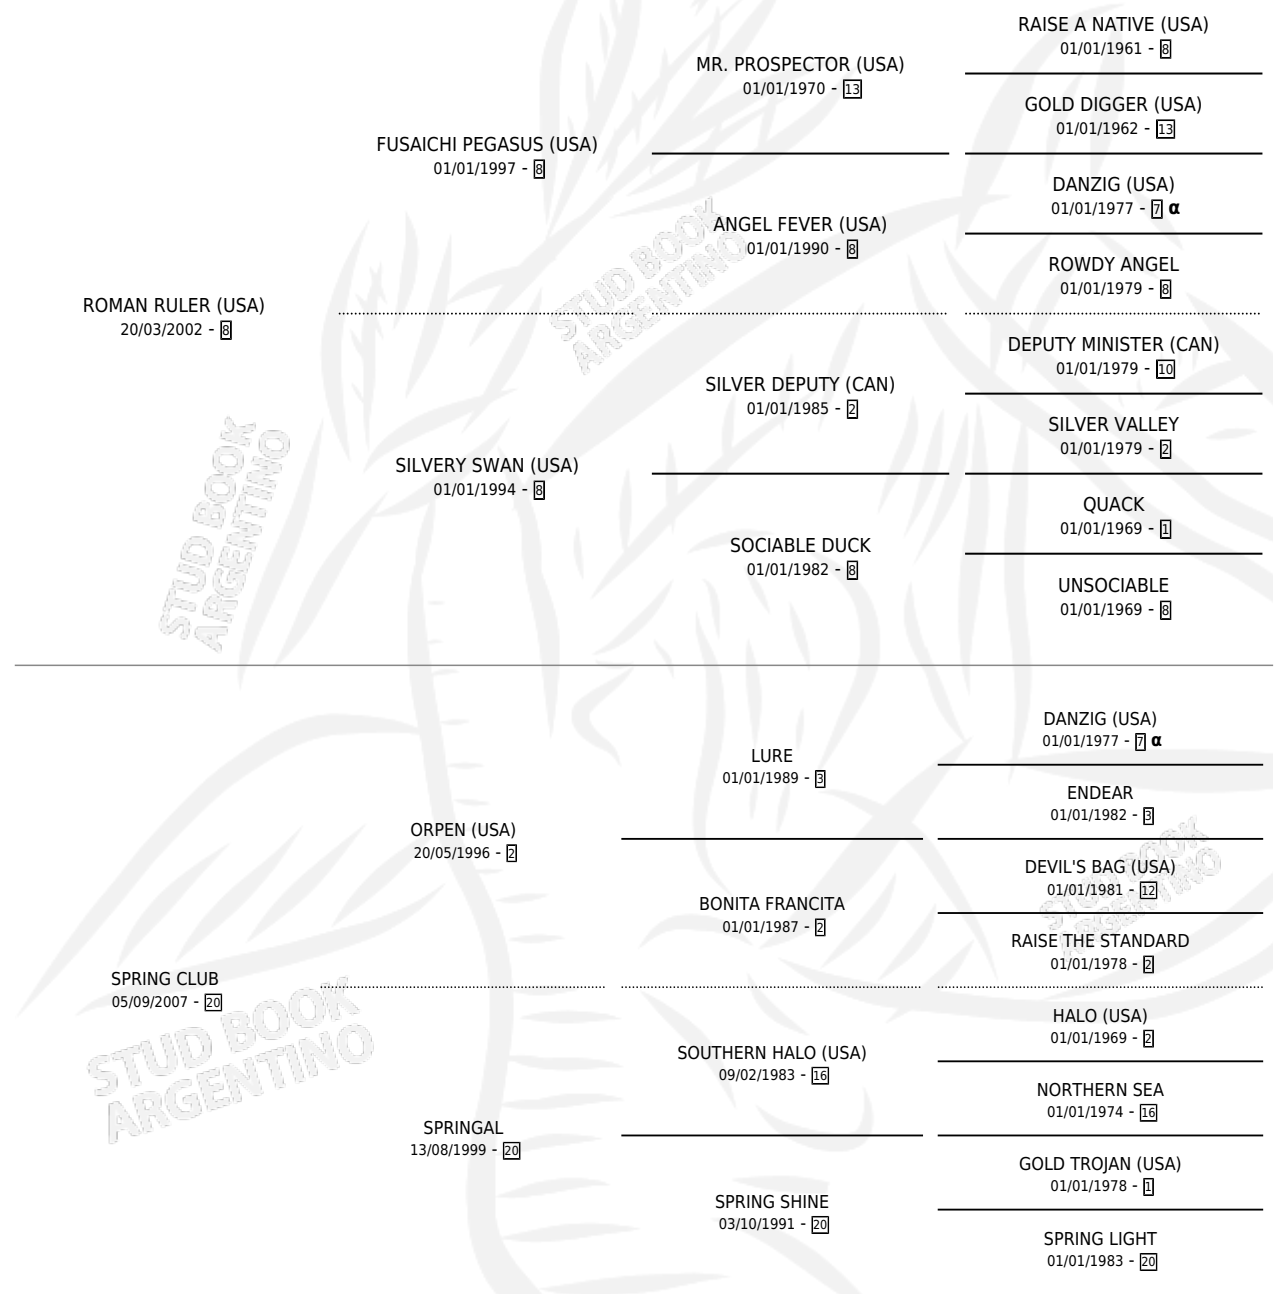 RAISE A NATIVE (USA)
01/01/1961 - 8
MR. PROSPECTOR (USA)
01/01/1970 - 13
GOLD DIGGER (USA)
01/01/1962 - 13
FUSAICHI PEGASUS (USA)
01/01/1997 - 8
DANZIG (USA)
01/01/1977 - 7 α
ANGEL FEVER (USA)
01/01/1990 - 8
ROWDY ANGEL
01/01/1979 - 8
ROMAN RULER (USA)
20/03/2002 - 8
DEPUTY MINISTER (CAN)
01/01/1979 - 10
SILVER DEPUTY (CAN)
01/01/1985 - 2
SILVER VALLEY
01/01/1979 - 2
SILVERY SWAN (USA)
01/01/1994 - 8
QUACK
01/01/1969 - 1
SOCIABLE DUCK
01/01/1982 - 8
UNSOCIABLE
01/01/1969 - 8
STUD BOOK
ARGENTINO
STUD BOOK
ARGENTINO
DANZIG (USA)
01/01/1977 - 7 α
LURE
01/01/1989 - 3
ENDEAR
01/01/1982 - 3
ORPEN (USA)
20/05/1996 - 2
DEVIL'S BAG (USA)
01/01/1981 - 12
BONITA FRANCITA
01/01/1987 - 2
RAISE THE STANDARD
01/01/1978 - 2
SPRING CLUB
05/09/2007 - 20
HALO (USA)
01/01/1969 - 2
SOUTHERN HALO (USA)
09/02/1983 - 16
NORTHERN SEA
01/01/1974 - 16
SPRINGAL
13/08/1999 - 20
GOLD TROJAN (USA)
01/01/1978 - 1
SPRING SHINE
03/10/1991 - 20
SPRING LIGHT
01/01/1983 - 20
STUD BOOK
ARGENTINO
STUD BOOK
ARGENTINO